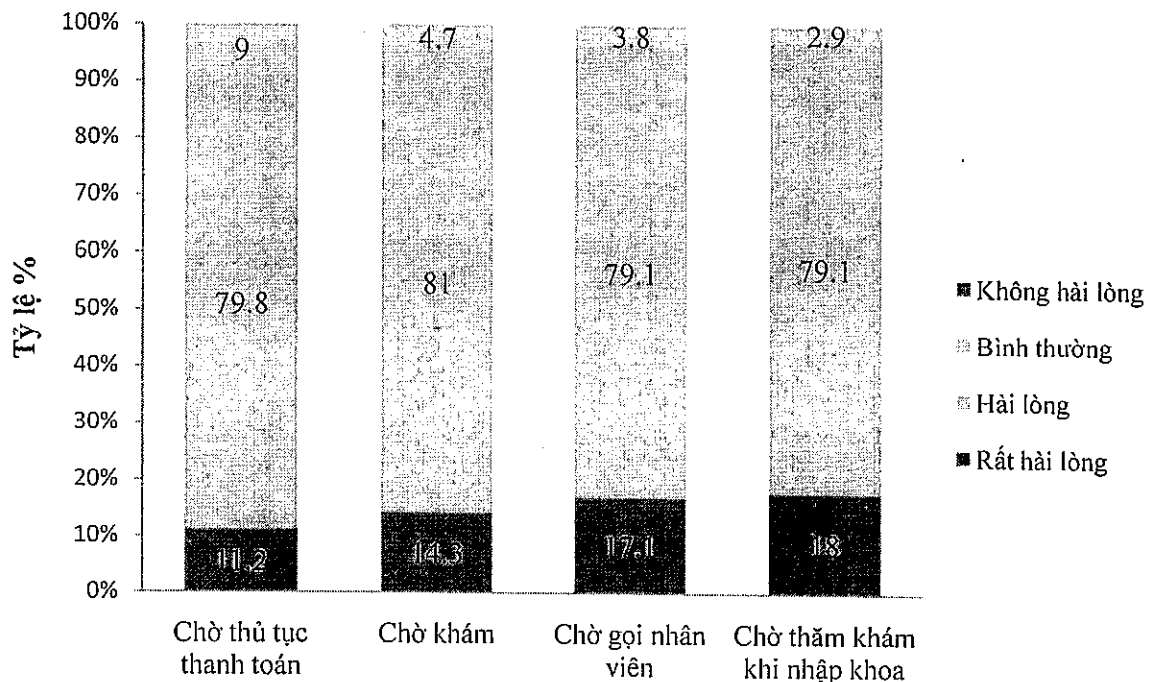 Tỷ lệ %
100%
90%
80%
70%
60%
50%
40%
30%
20%
10%
0%
9
4.7
3.8
2.9
79.8
81
79.1
79.1
11.2
14.3
17.1
18
Chờ thủ tục
thanh toán
Chờ khám
Chờ gọi nhân
viên
Chờ thăm khám
khi nhập khoa
Không hài lòng
Bình thường
Hài lòng
Rất hài lòng